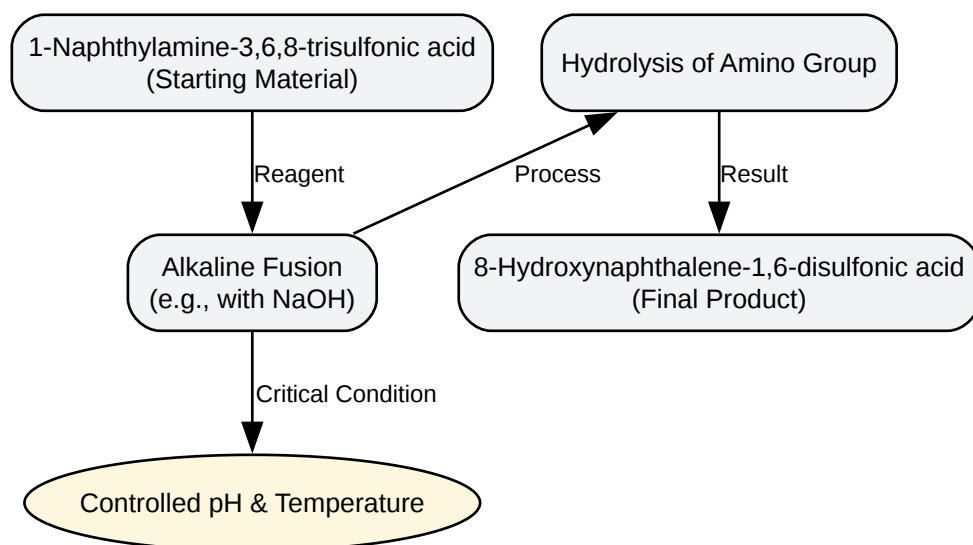 1-Naphthylamine-3,6,8-trisulfonic acid
(Starting Material)
Hydrolysis of Amino Group
Reagent
Process
Result
Alkaline Fusion
(e.g., with NaOH)
8-Hydroxynaphthalene-1,6-disulfonic acid
(Final Product)
Critical Condition
Controlled pH & Temperature